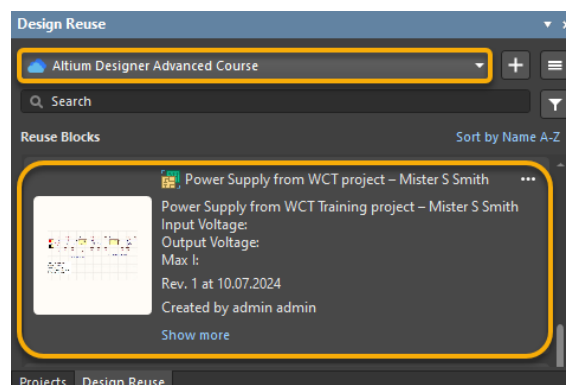 Design Reuse
Altium Designer Advanced Course
Search
Reuse Blocks Sort by Name A-Z
Power Supply from WCT project – Mister S Smith
Power Supply from WCT Training project – Mister S Smith
Input Voltage:
Output Voltage:
Max I:
Rev. 1 at 10.07.2024
Created by admin admin
Show more
Projects Design Reuse